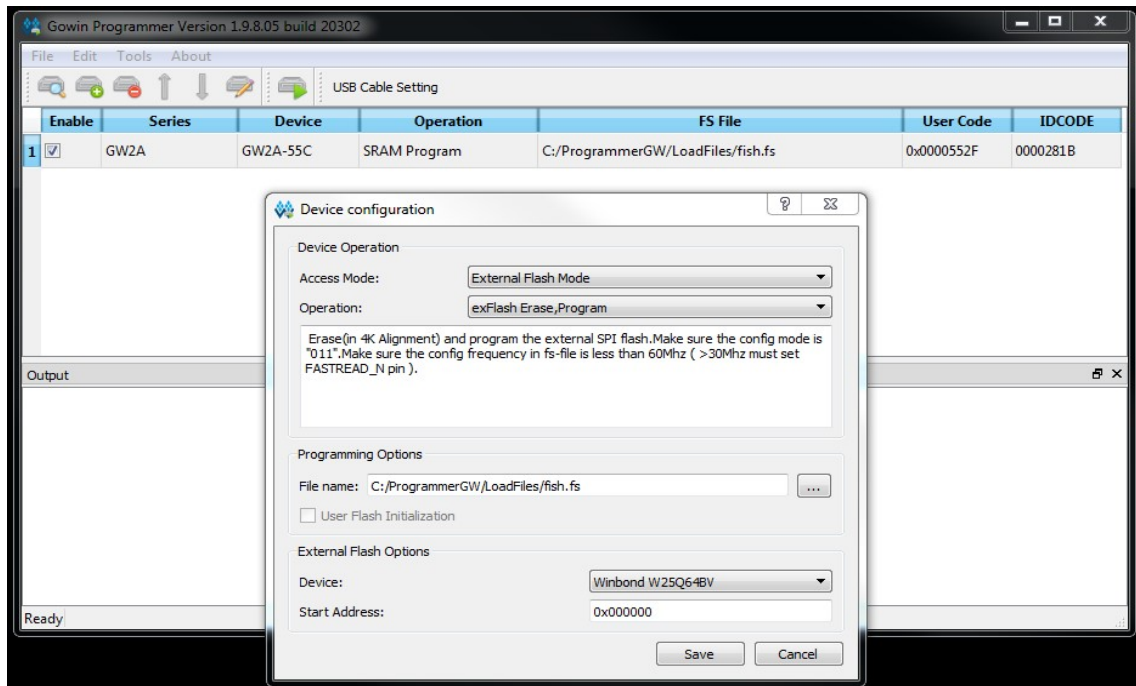 Gowin Programmer Version 1.9.8.05 build 20302
File Edit Tools About
USB Cable Setting
Enable Series Device Operation FS File User Code IDCODE
1 GW2A GW2A-55C SRAM Program C:/ProgrammerGW/LoadFiles/fish.fs 0x0000552F 0000281B
Device configuration
Device Operation
Access Mode: External Flash Mode
Operation: exFlash Erase,Program
Erase(in 4K Alignment) and program the external SPI flash.Make sure the config mode is
"011".Make sure the config frequency in fs-file is less than 60Mhz ( >30Mhz must set
FASTREAD_N pin ).
Output
Programming Options
File name: C:/ProgrammerGW/LoadFiles/fish.fs ...
User Flash Initialization
External Flash Options
Device: Winbond W25Q64BV
Start Address: 0x000000
Ready
Save Cancel